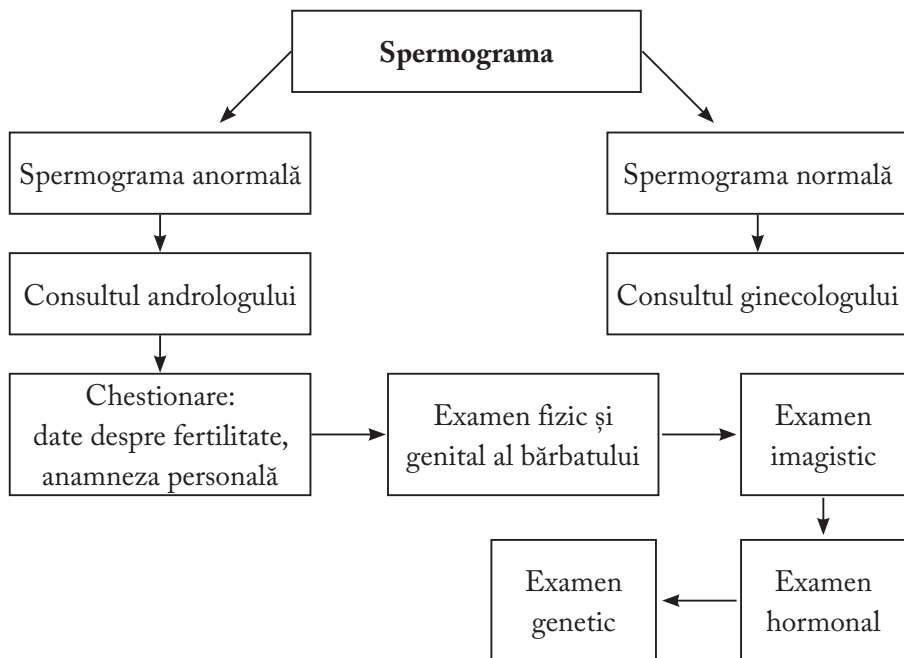 Spermograma
Spermograma anormală
Spermograma normală
Consultul andrologului
Consultul ginecologului
Chestionare:
date despre fertilitate,
anamneza personală
Examen fizic și
genital al bărbatului
Examen
imagistic
Examen
genetic
Examen
hormonal